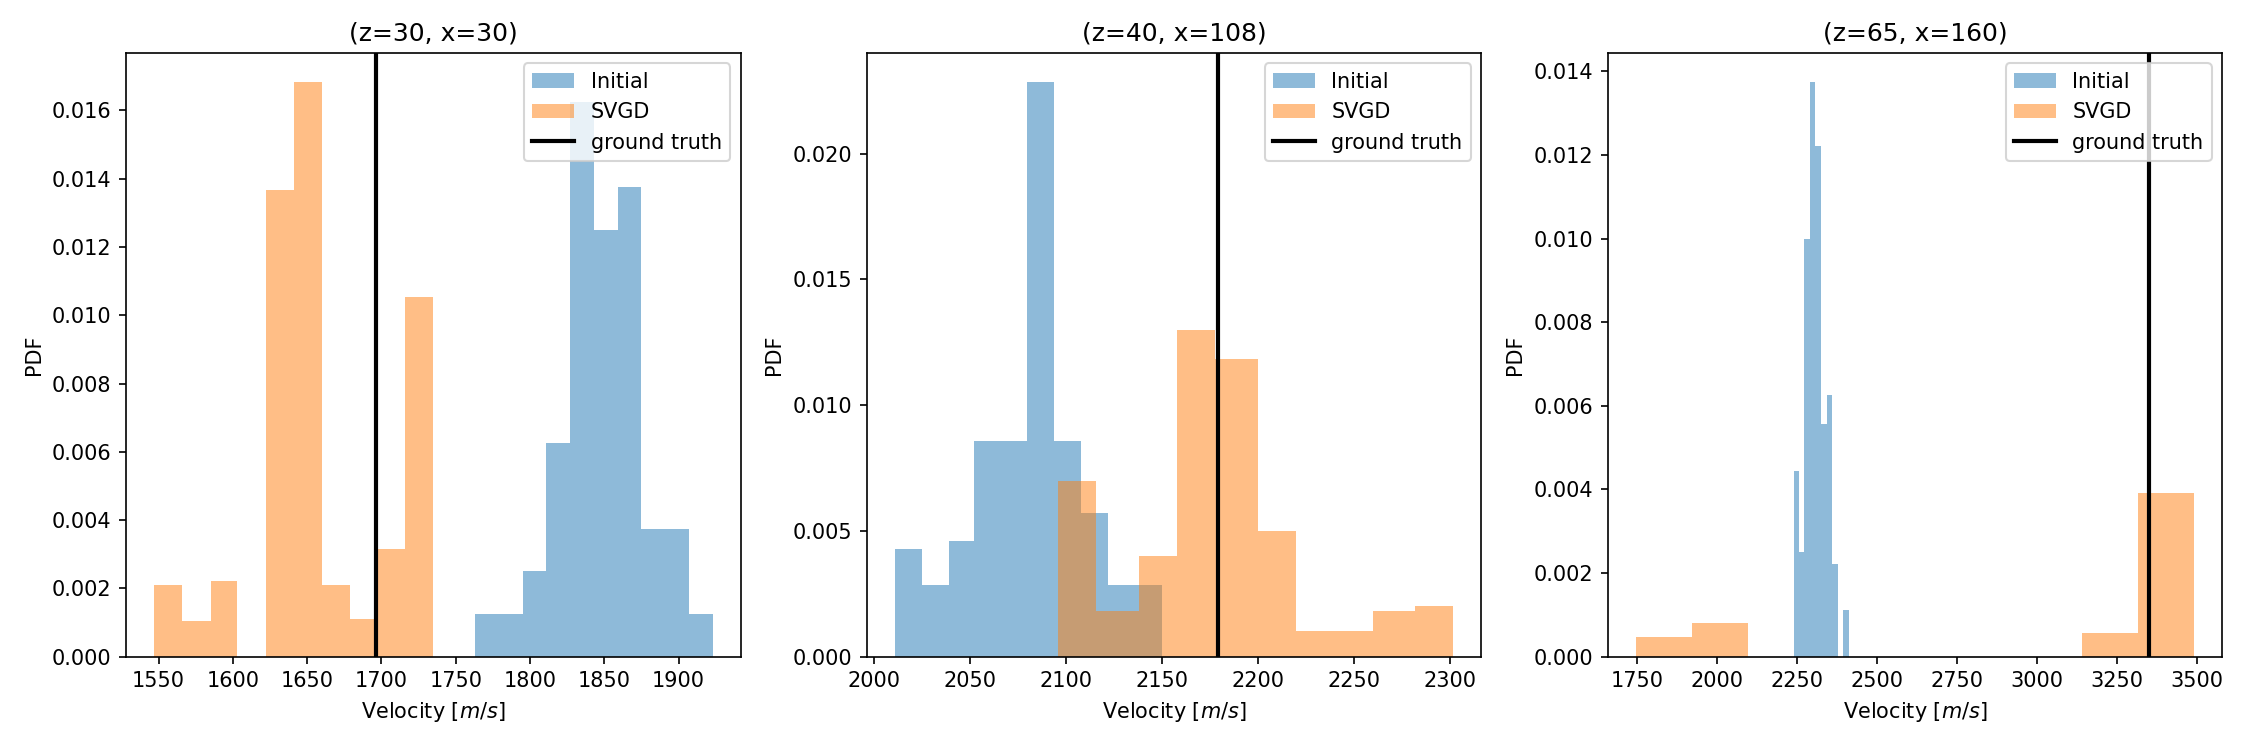 (z=30, x=30)
Initial
SVGD
ground truth
0.016
0.014
0.012
0.010
0.008
0.006
0.004
0.002
0.000
PDF
1550 1600 1650 1700 1750 1800 1850 1900
Velocity [m/s]
(z=40, x=108)
Initial
SVGD
ground truth
0.020
0.015
0.010
0.005
0.000
PDF
2000 2050 2100 2150 2200 2250 2300
Velocity [m/s]
(z=65, x=160)
Initial
SVGD
ground truth
0.014
0.012
0.010
0.008
0.006
0.004
0.002
0.000
PDF
1750 2000 2250 2500 2750 3000 3250 3500
Velocity [m/s]